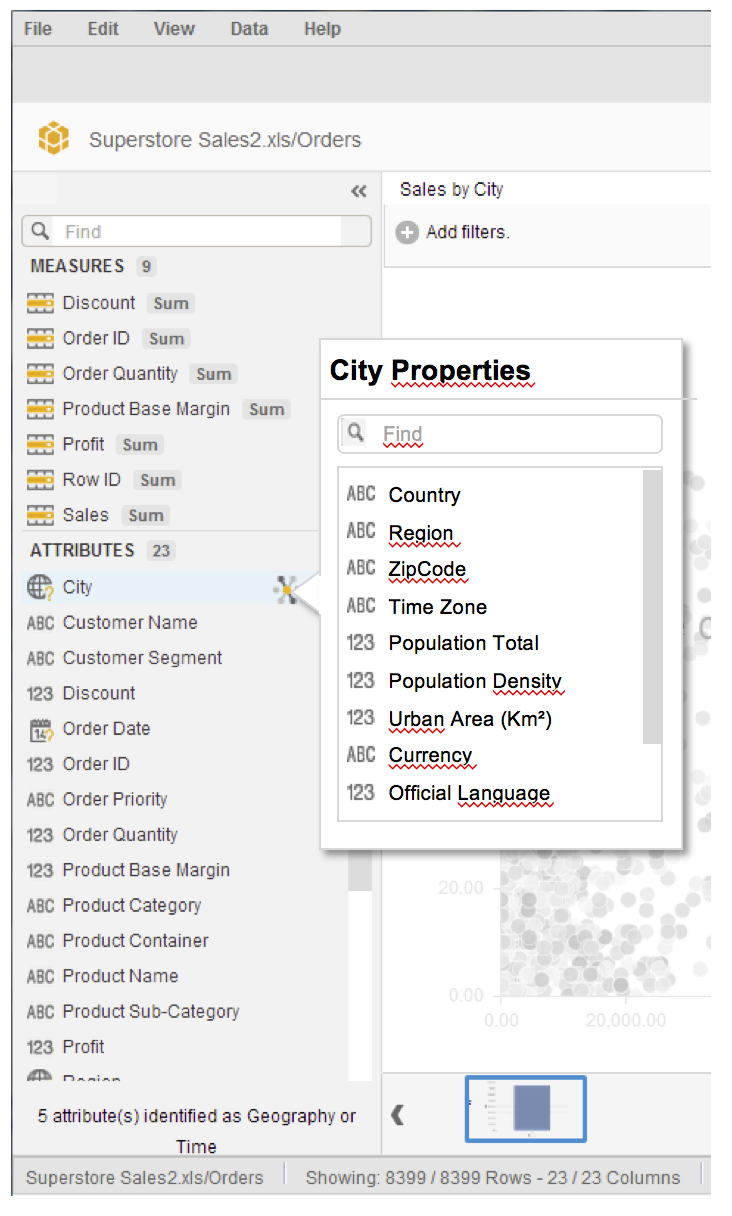 File Edit View Data Help
Superstore Sales2.xls/Orders
«
Sales by City
Find
Add filters.
MEASURES 9
Discount Sum
Order ID Sum
Order Quantity Sum
Product Base Margin Sum
Profit Sum
Row ID Sum
Sales Sum
ATTRIBUTES 23
City
ABC Customer Name
ABC Customer Segment
123 Discount
14? Order Date
123 Order ID
ABC Order Priority
123 Order Quantity
123 Product Base Margin
ABC Product Category
ABC Product Container
ABC Product Name
ABC Product Sub-Category
123 Profit
Region
5 attribute(s) identified as Geography or
Time
City Properties
Find
ABC Country
ABC Region
ABC ZipCode
ABC Time Zone
123 Population Total
123 Population Density
123 Urban Area (Km²)
ABC Currency
123 Official Language
20.00
0.00
0.00 20,000.00
Superstore Sales2.xls/Orders Showing: 8399 / 8399 Rows - 23 / 23 Columns